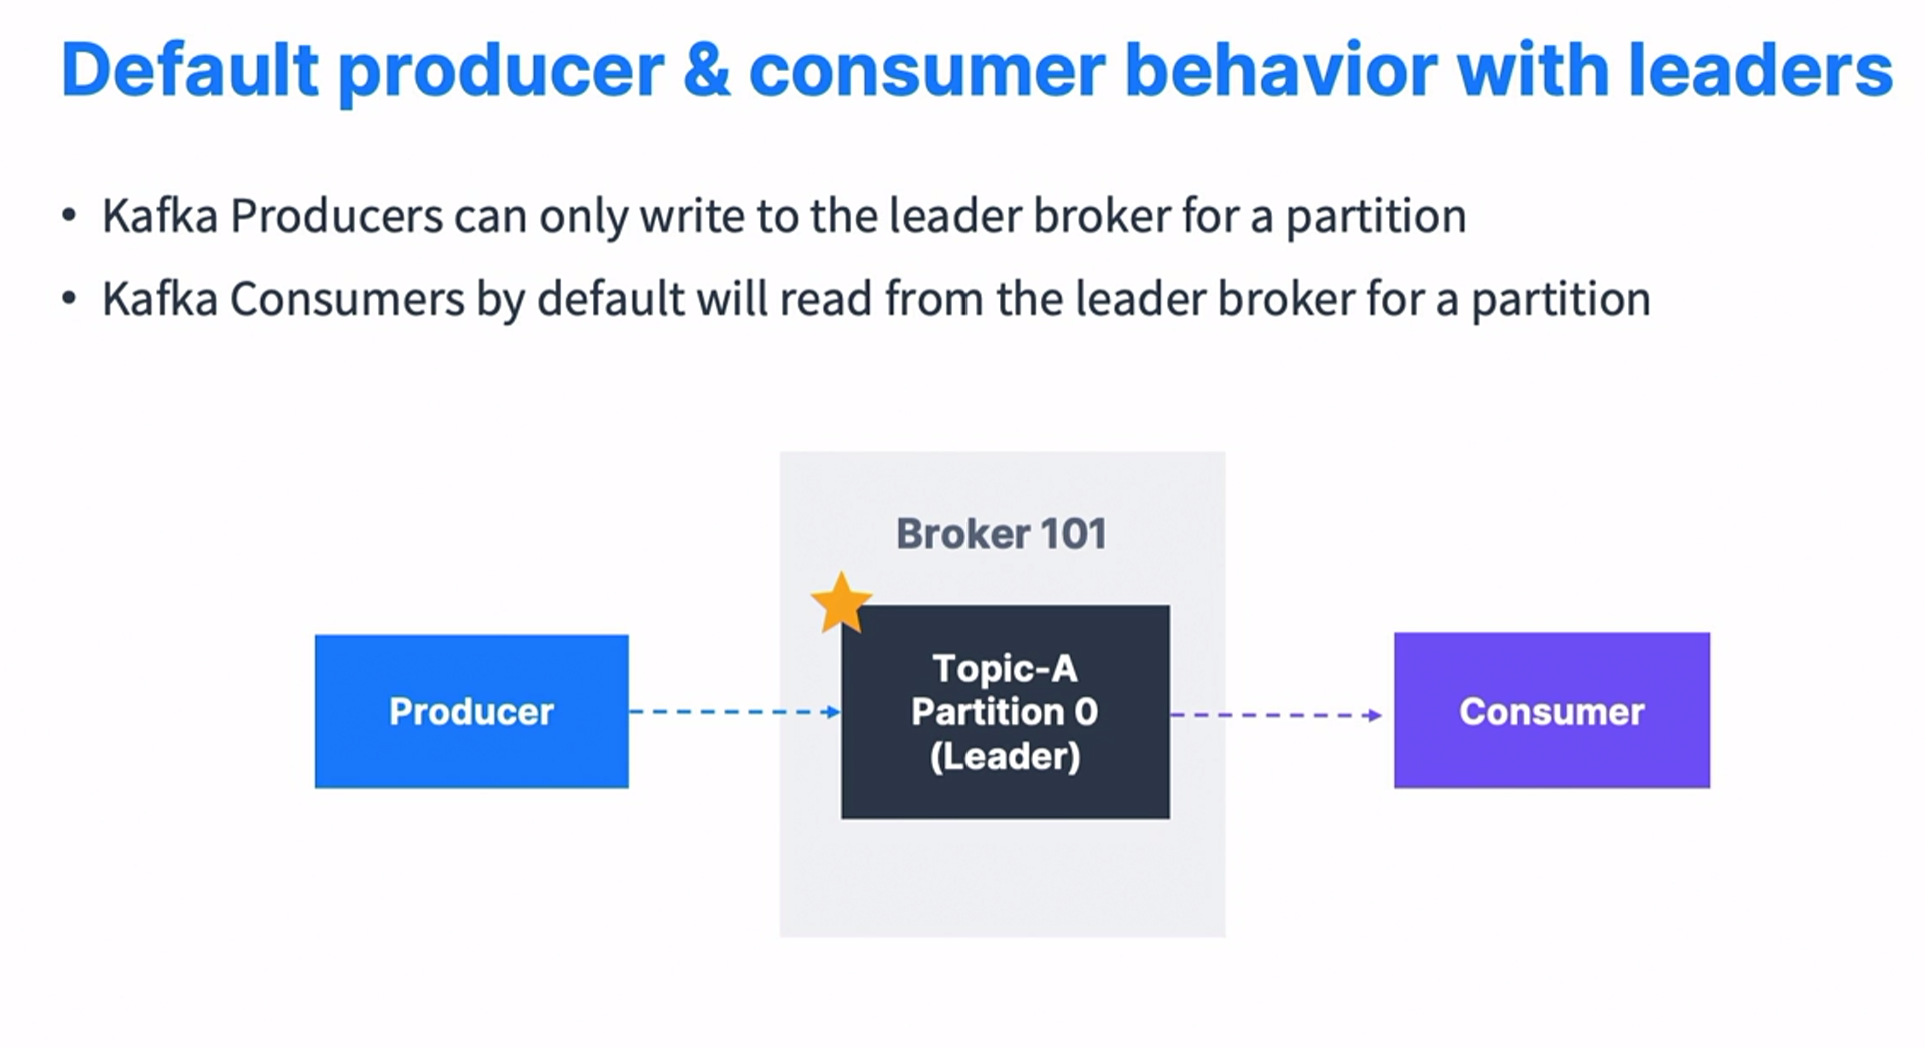 Default producer & consumer behavior with leaders
• Kafka Producers can only write to the leader broker for a partition
• Kafka Consumers by default will read from the leader broker for a partition
Broker 101
Producer
Topic-A
Partition 0
(Leader)
Consumer